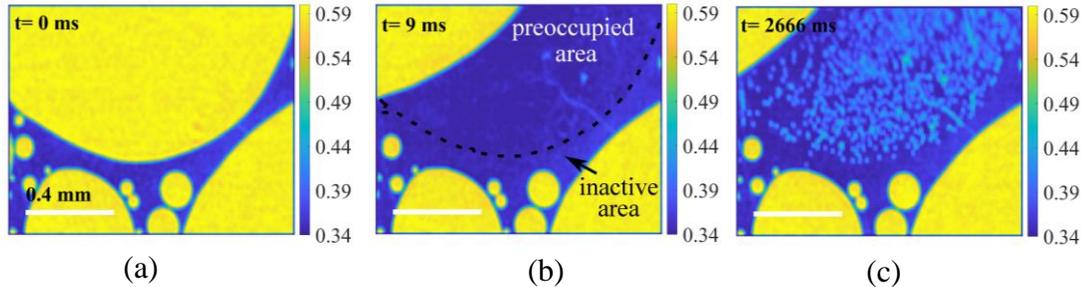 t= 0 ms
0.4 mm
0.59
0.54
0.49
0.44
0.39
0.34
(a)
t= 9 ms
preoccupied
area
inactive
area
0.59
0.54
0.49
0.44
0.39
0.34
(b)
t= 2666 ms
0.59
0.54
0.49
0.44
0.39
0.34
(c)